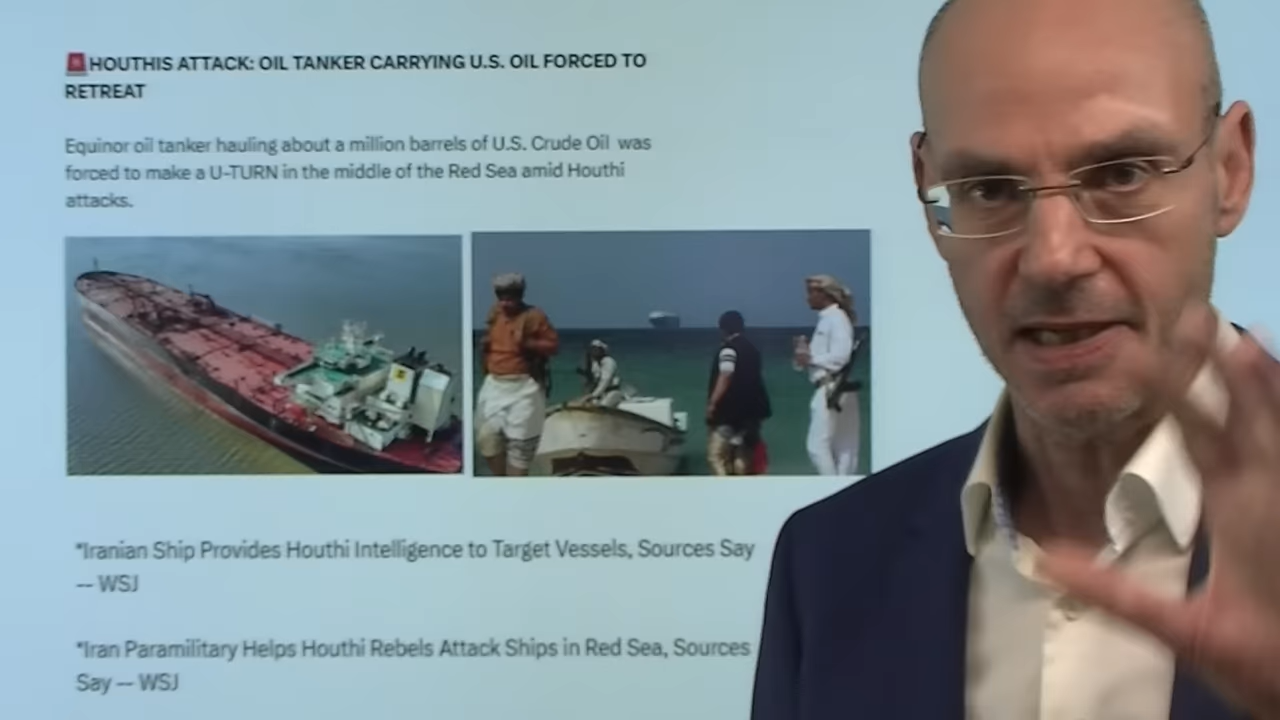 🚨HOUTHIS ATTACK: OIL TANKER CARRYING U.S. OIL FORCED TO
RETREAT
Equinor oil tanker hauling about a million barrels of U.S. Crude Oil was
forced to make a U-TURN in the middle of the Red Sea amid Houthi
attacks.
*Iranian Ship Provides Houthi Intelligence to Target Vessels, Sources Say
-- WSJ
*Iran Paramilitary Helps Houthi Rebels Attack Ships in Red Sea, Sources
Say -- WSJ